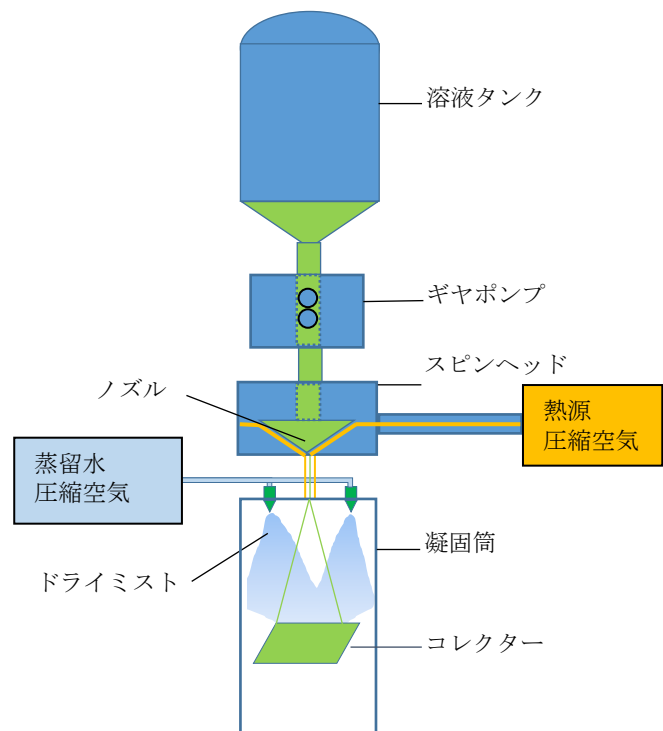 溶液タンク
ギヤポンプ
スピンヘッド
ノズル
熱源
圧縮空気
蒸留水
圧縮空気
凝固筒
ドライミスト
コレクター